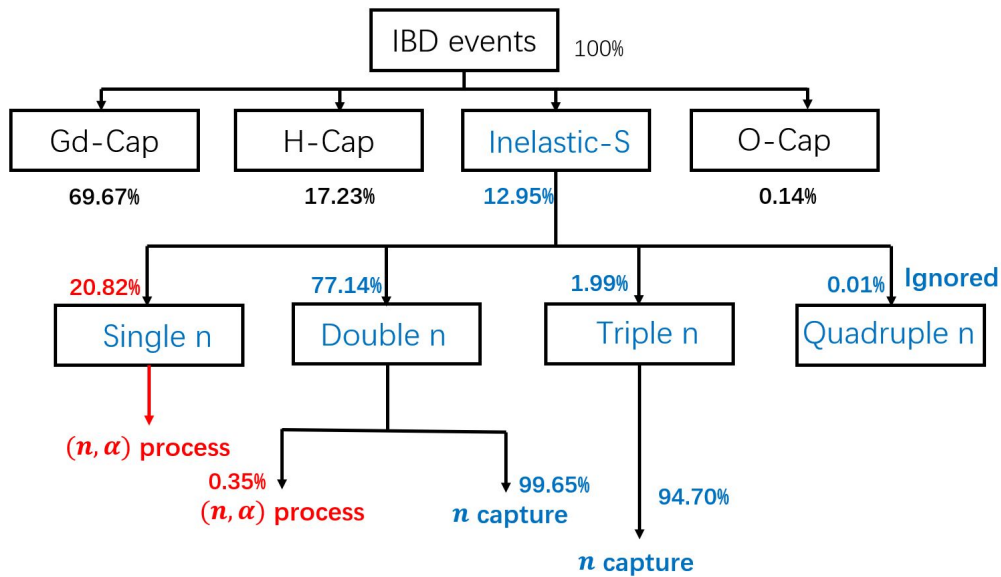 IBD events
100%
Gd-Cap
H-Cap
Inelastic-S
O-Cap
69.67%
17.23%
12.95%
0.14%
20.82%
77.14%
1.99%
0.01%
Ignored
Single n
Double n
Triple n
Quadruple n
(n, α) process
0.35%
(n, α) process
99.65%
n capture
94.70%
n capture